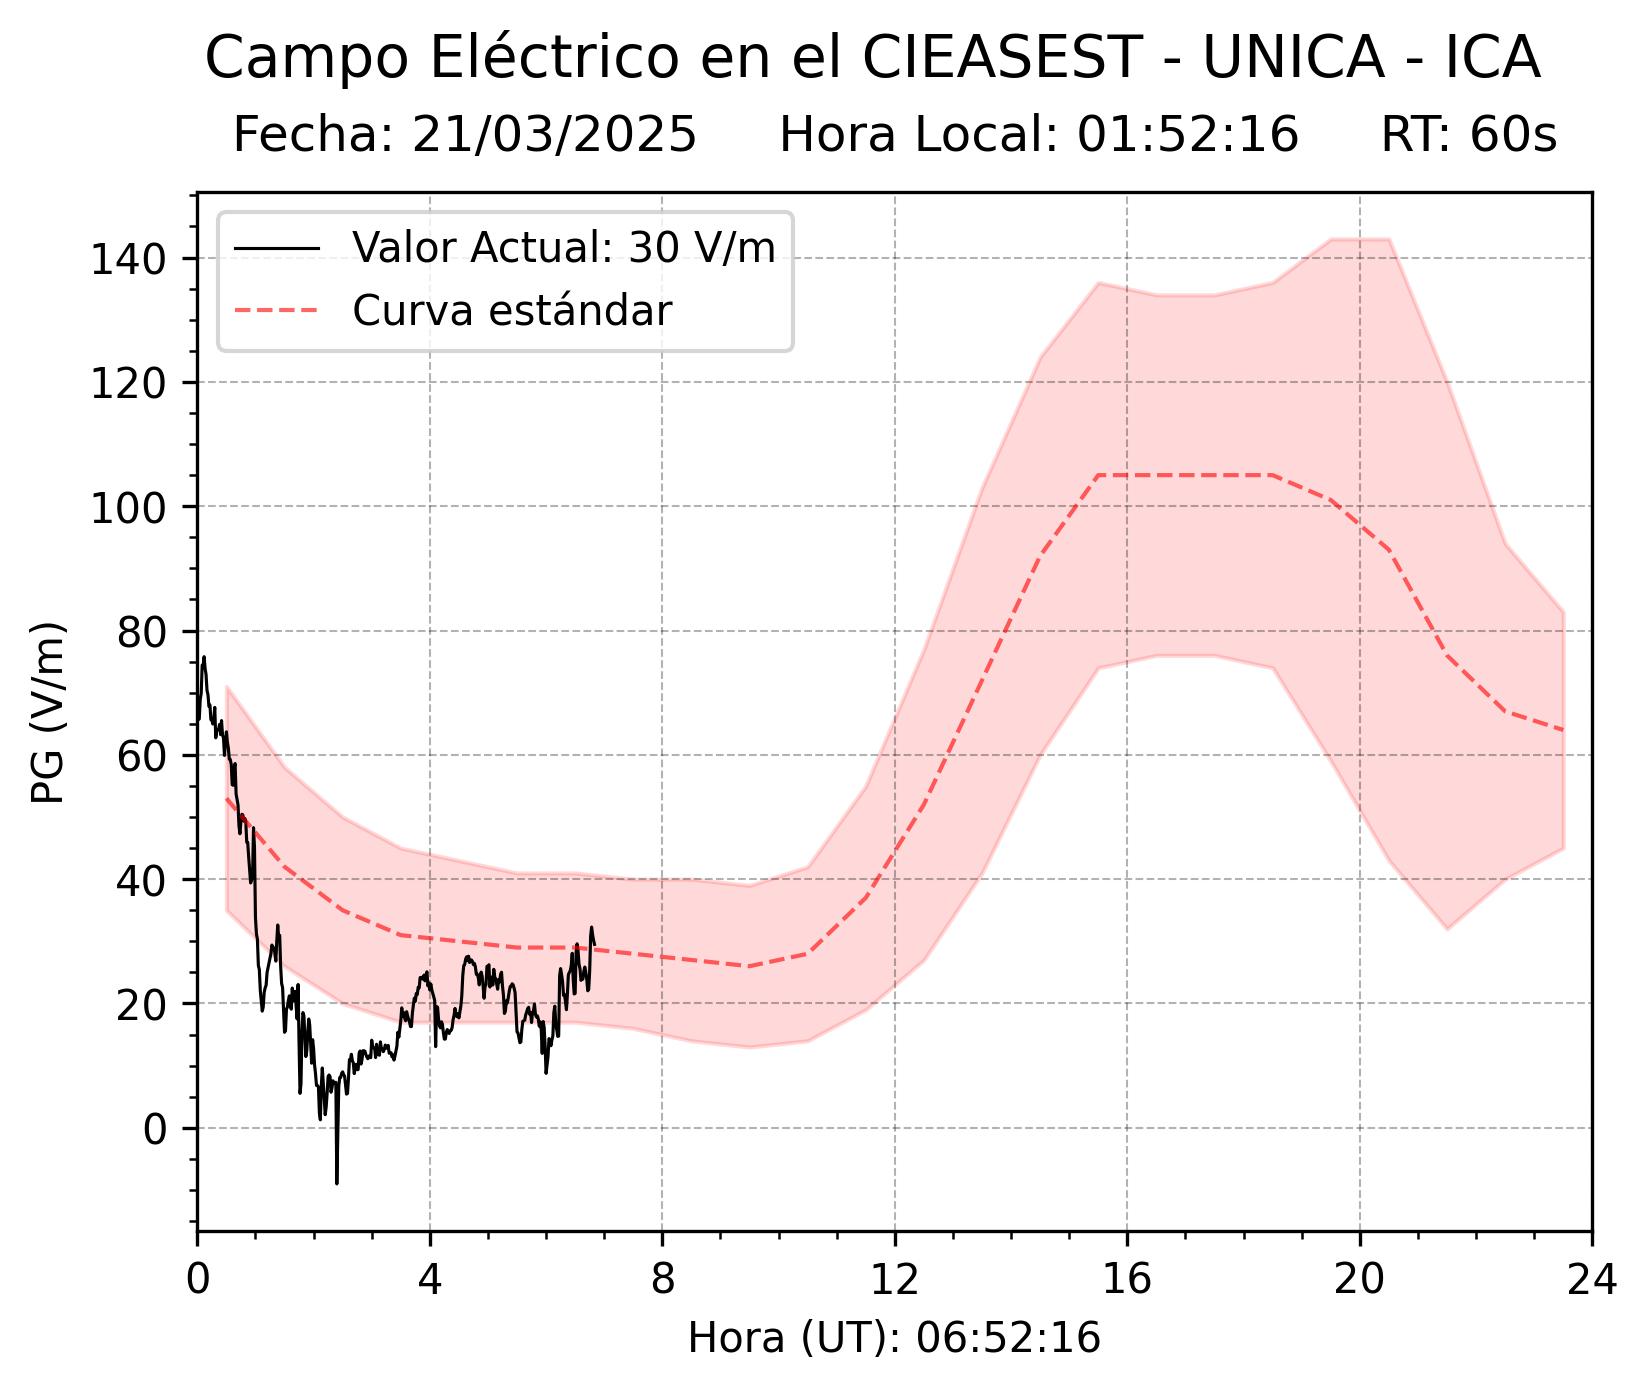 Campo Eléctrico en el CIEASEST - UNICA - ICA
Fecha: 21/03/2025 Hora Local: 01:52:16 RT: 60s
Valor Actual: 30 V/m
Curva estándar
140
120
100
80
60
40
20
0
PG (V/m)
0 4 8 12 16 20 24
Hora (UT): 06:52:16